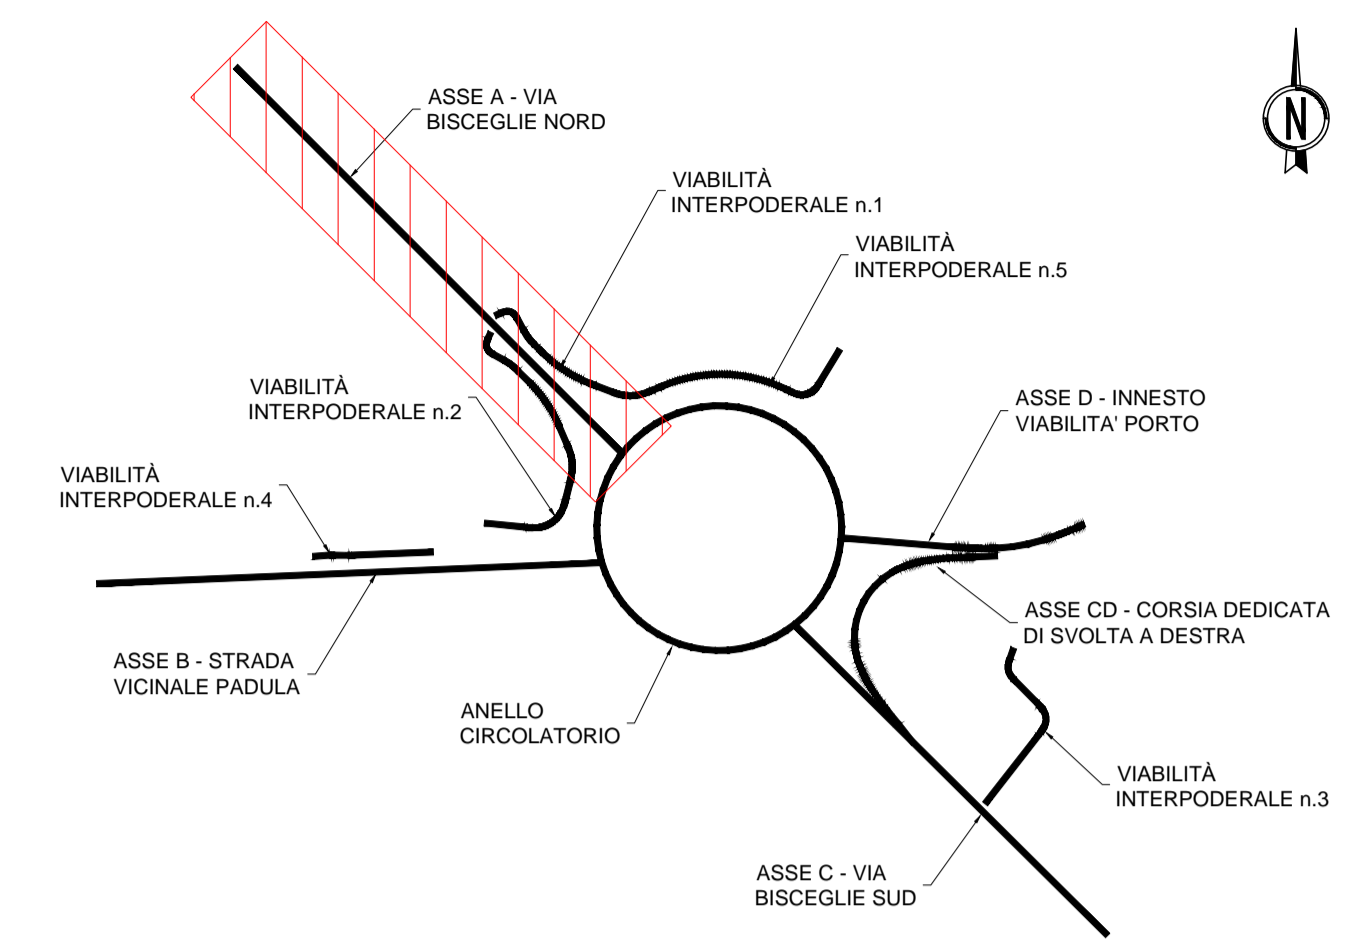 ASSE A - VIA
BISCEGLIE NORD
N
VIABILITÀ
INTERPODERALE n.1
VIABILITÀ
INTERPODERALE n.5
VIABILITÀ
INTERPODERALE n.2
ASSE D - INNESTO
VIABILITA' PORTO
VIABILITÀ
INTERPODERALE n.4
ASSE CD - CORSIA DEDICATA
DI SVOLTA A DESTRA
ASSE B - STRADA
VICINALE PADULA
ANELLO
CIRCOLATORIO
VIABILITÀ
INTERPODERALE n.3
ASSE C - VIA
BISCEGLIE SUD